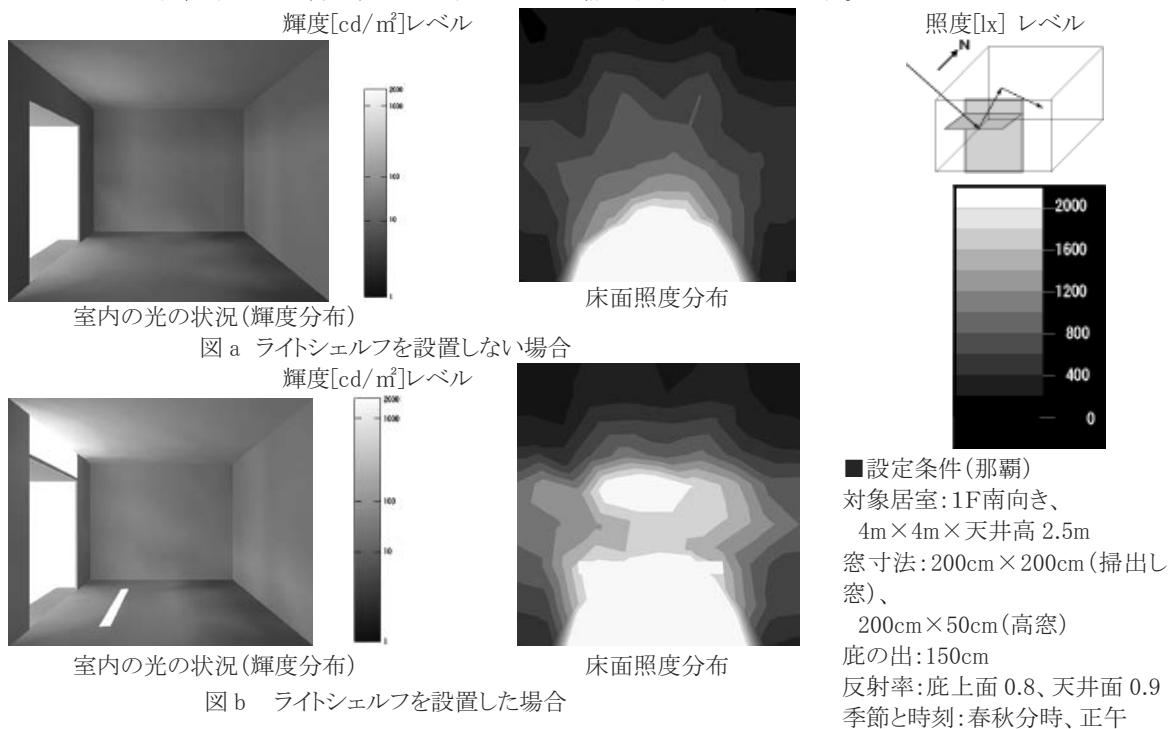 輝度[cd/㎡]レベル
照度[lx] レベル
2000
1000
100
10
1
N
2000
1600
1200
800
400
0
室内の光の状況(輝度分布)
床面照度分布
図a ライトシェルフを設置しない場合
輝度[cd/㎡]レベル
2000
1000
100
10
1
室内の光の状況(輝度分布)
床面照度分布
図b ライトシェルフを設置した場合
■設定条件(那覇)
対象居室:1F南向き、
4m×4m×天井高 2.5m
窓寸法:200cm×200cm(掃出し
窓)、
200cm×50cm(高窓)
庇の出:150cm
反射率:庇上面 0.8、天井面 0.9
季節と時刻:春秋分時、正午